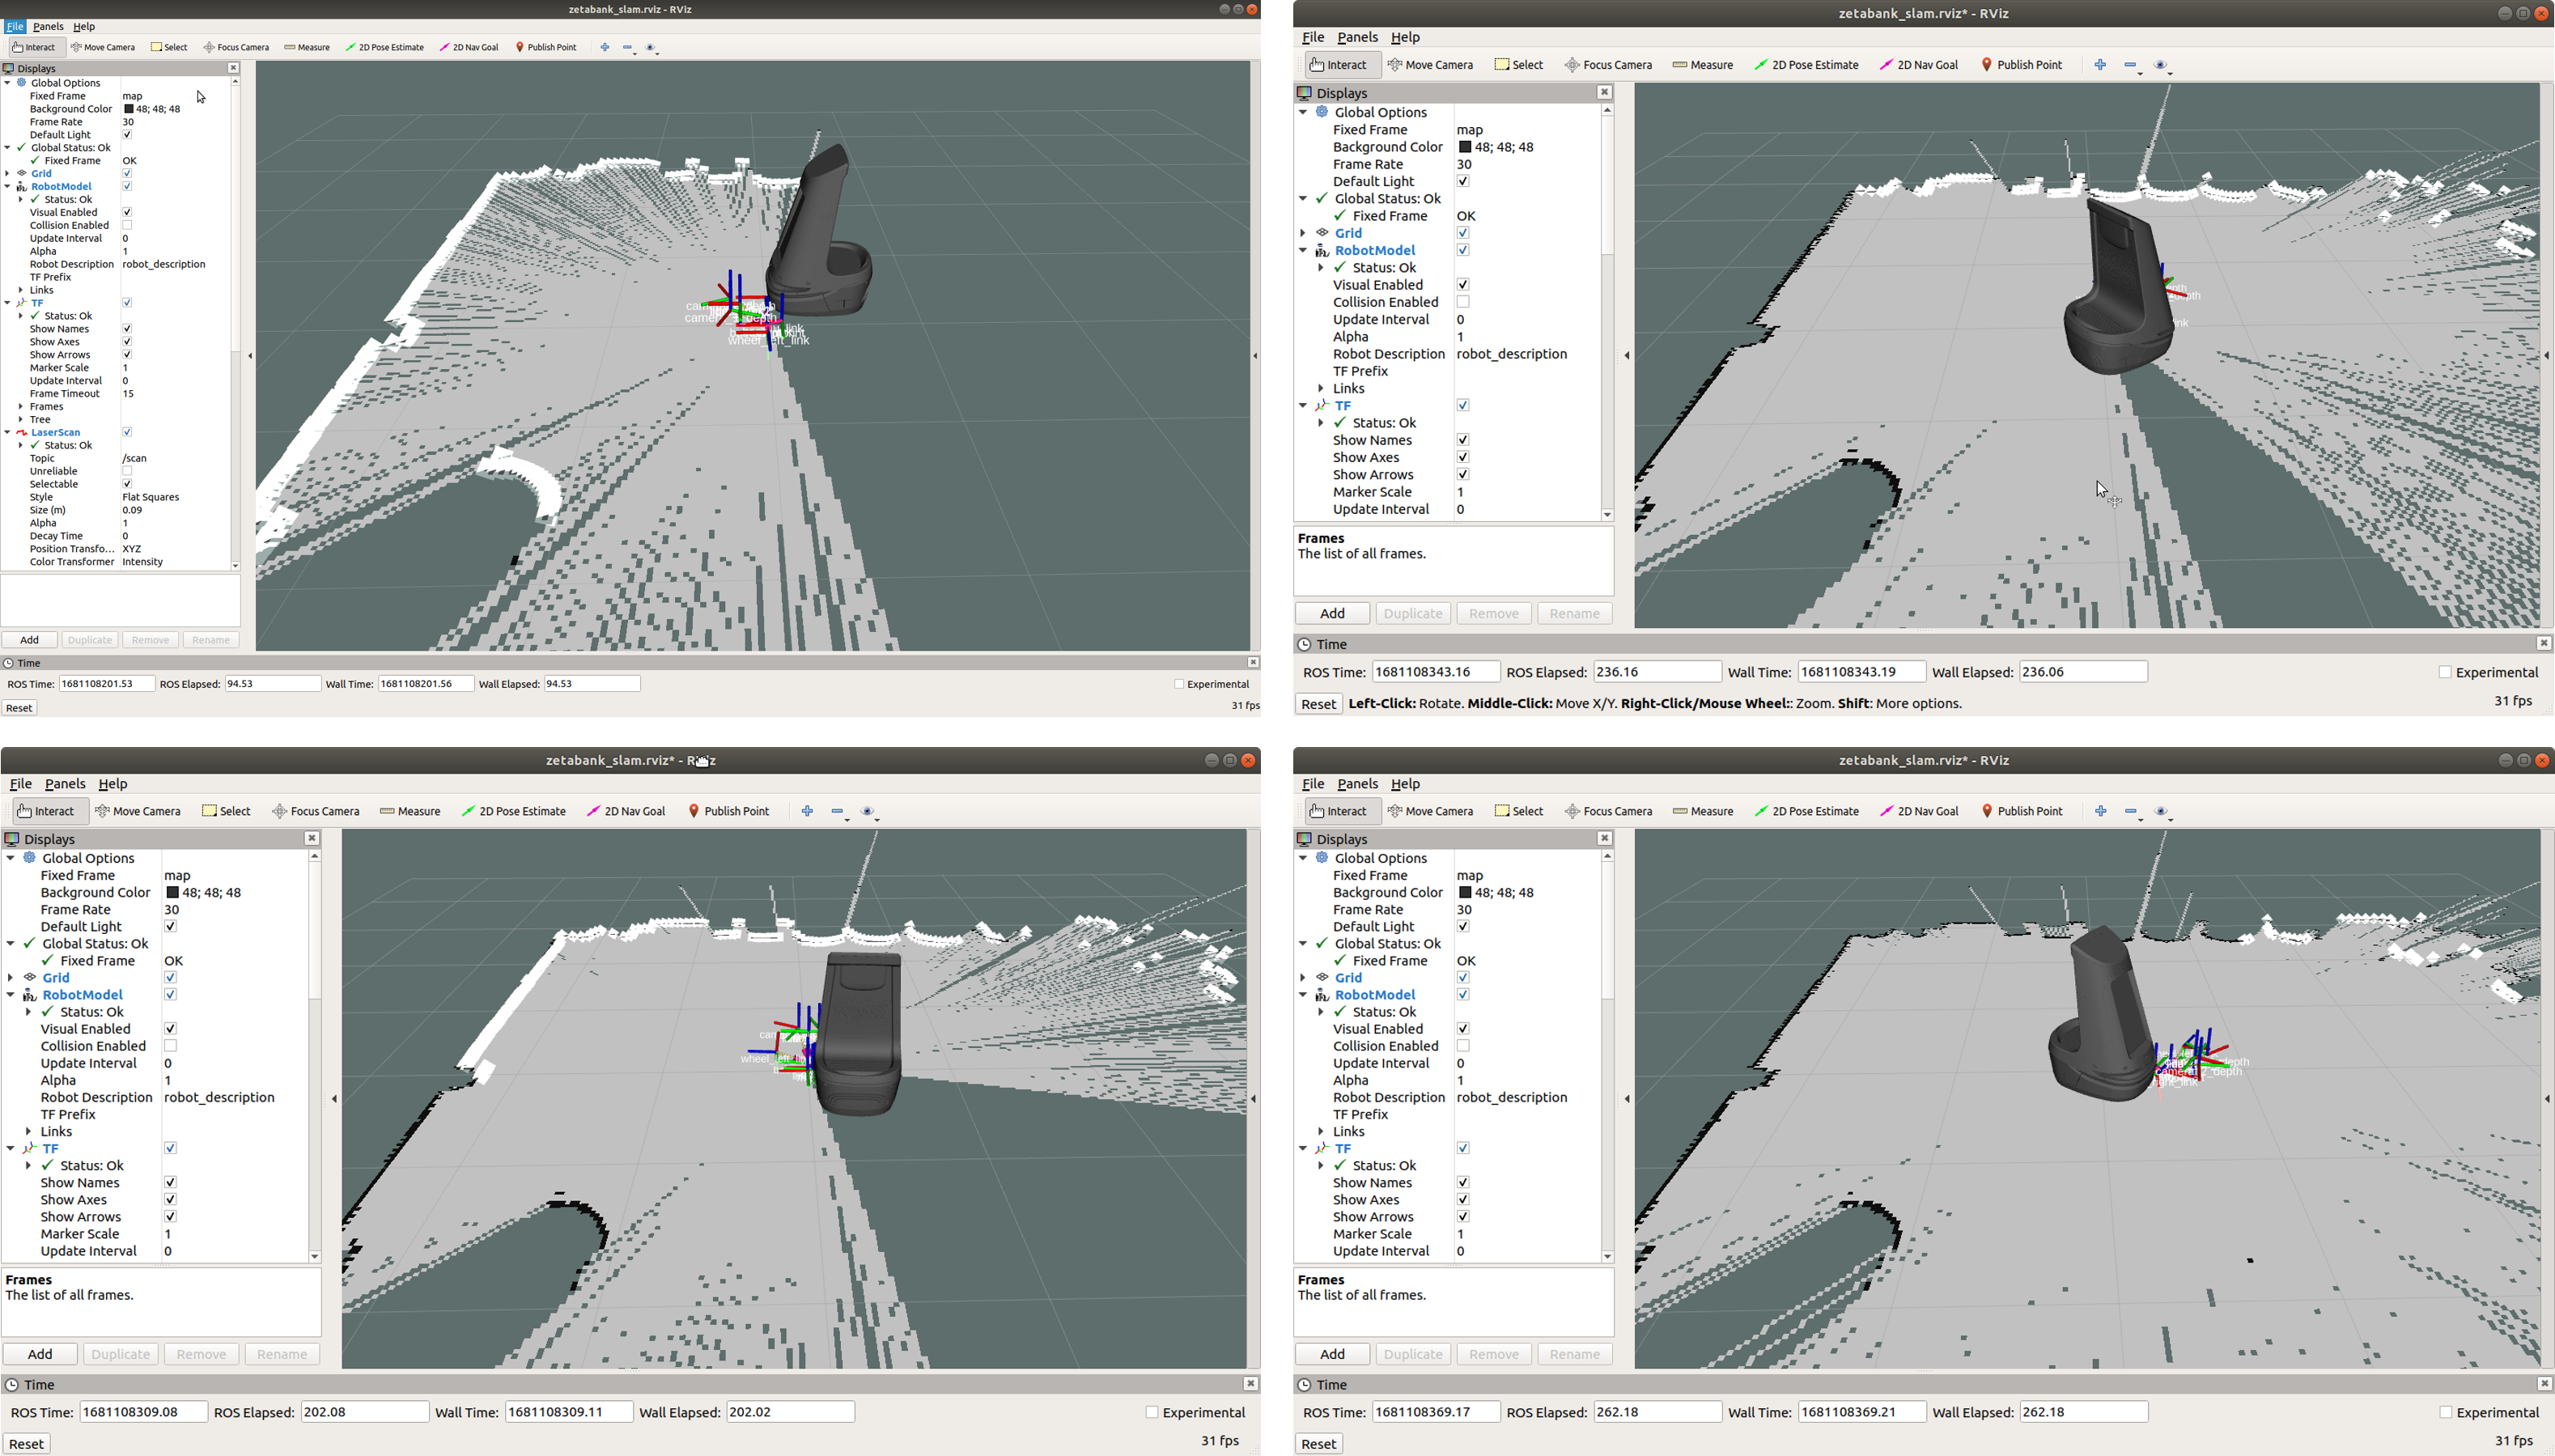 zetabank_slam.rviz - RViz
File Panels Help
Interact Move Camera Select Focus Camera Measure 2D Pose Estimate 2D Nav Goal Publish Point
Displays
Global Options
Fixed Frame map
Background Color 48; 48; 48
Frame Rate 30
Default Light
Global Status: Ok
Fixed Frame OK
Grid
RobotModel
Status: Ok
Visual Enabled
Collision Enabled
Update Interval 0
Alpha 1
Robot Description robot_description
TF Prefix
Links
TF
Status: Ok
Show Names
Show Axes
Show Arrows
Marker Scale 1
Update Interval 0
Frame Timeout 15
Frames
Tree
LaserScan
Status: Ok
Topic /scan
Unreliable
Selectable
Style Flat Squares
Size (m) 0.09
Alpha 1
Decay Time 0
Position Transfo... XYZ
Color Transformer Intensity
Add Duplicate Remove Rename
Time
ROS Time: 1681108201.53 ROS Elapsed: 94.53 Wall Time: 1681108201.56 Wall Elapsed: 94.53 Experimental
Reset 31 fps
zetabank_slam.rviz* - RViz
File Panels Help
Interact Move Camera Select Focus Camera Measure 2D Pose Estimate 2D Nav Goal Publish Point
Displays
Global Options
Fixed Frame map
Background Color 48; 48; 48
Frame Rate 30
Default Light
Global Status: Ok
Fixed Frame OK
Grid
RobotModel
Status: Ok
Visual Enabled
Collision Enabled
Update Interval 0
Alpha 1
Robot Description robot_description
TF Prefix
Links
TF
Status: Ok
Show Names
Show Axes
Show Arrows
Marker Scale 1
Update Interval 0
Frames
The list of all frames.
Add Duplicate Remove Rename
Time
ROS Time: 1681108343.16 ROS Elapsed: 236.16 Wall Time: 1681108343.19 Wall Elapsed: 236.06 Experimental
Reset Left-Click: Rotate. Middle-Click: Move X/Y. Right-Click/Mouse Wheel:: Zoom. Shift: More options. 31 fps
zetabank_slam.rviz* - RViz
File Panels Help
Interact Move Camera Select Focus Camera Measure 2D Pose Estimate 2D Nav Goal Publish Point
Displays
Global Options
Fixed Frame map
Background Color 48; 48; 48
Frame Rate 30
Default Light
Global Status: Ok
Fixed Frame OK
Grid
RobotModel
Status: Ok
Visual Enabled
Collision Enabled
Update Interval 0
Alpha 1
Robot Description robot_description
TF Prefix
Links
TF
Status: Ok
Show Names
Show Axes
Show Arrows
Marker Scale 1
Update Interval 0
Frames
The list of all frames.
Add Duplicate Remove Rename
Time
ROS Time: 1681108309.08 ROS Elapsed: 202.08 Wall Time: 1681108309.11 Wall Elapsed: 202.02 Experimental
Reset 31 fps
zetabank_slam.rviz* - RViz
File Panels Help
Interact Move Camera Select Focus Camera Measure 2D Pose Estimate 2D Nav Goal Publish Point
Displays
Global Options
Fixed Frame map
Background Color 48; 48; 48
Frame Rate 30
Default Light
Global Status: Ok
Fixed Frame OK
Grid
RobotModel
Status: Ok
Visual Enabled
Collision Enabled
Update Interval 0
Alpha 1
Robot Description robot_description
TF Prefix
Links
TF
Status: Ok
Show Names
Show Axes
Show Arrows
Marker Scale 1
Update Interval 0
Frames
The list of all frames.
Add Duplicate Remove Rename
Time
ROS Time: 1681108369.17 ROS Elapsed: 262.18 Wall Time: 1681108369.21 Wall Elapsed: 262.18 Experimental
Reset 31 fps